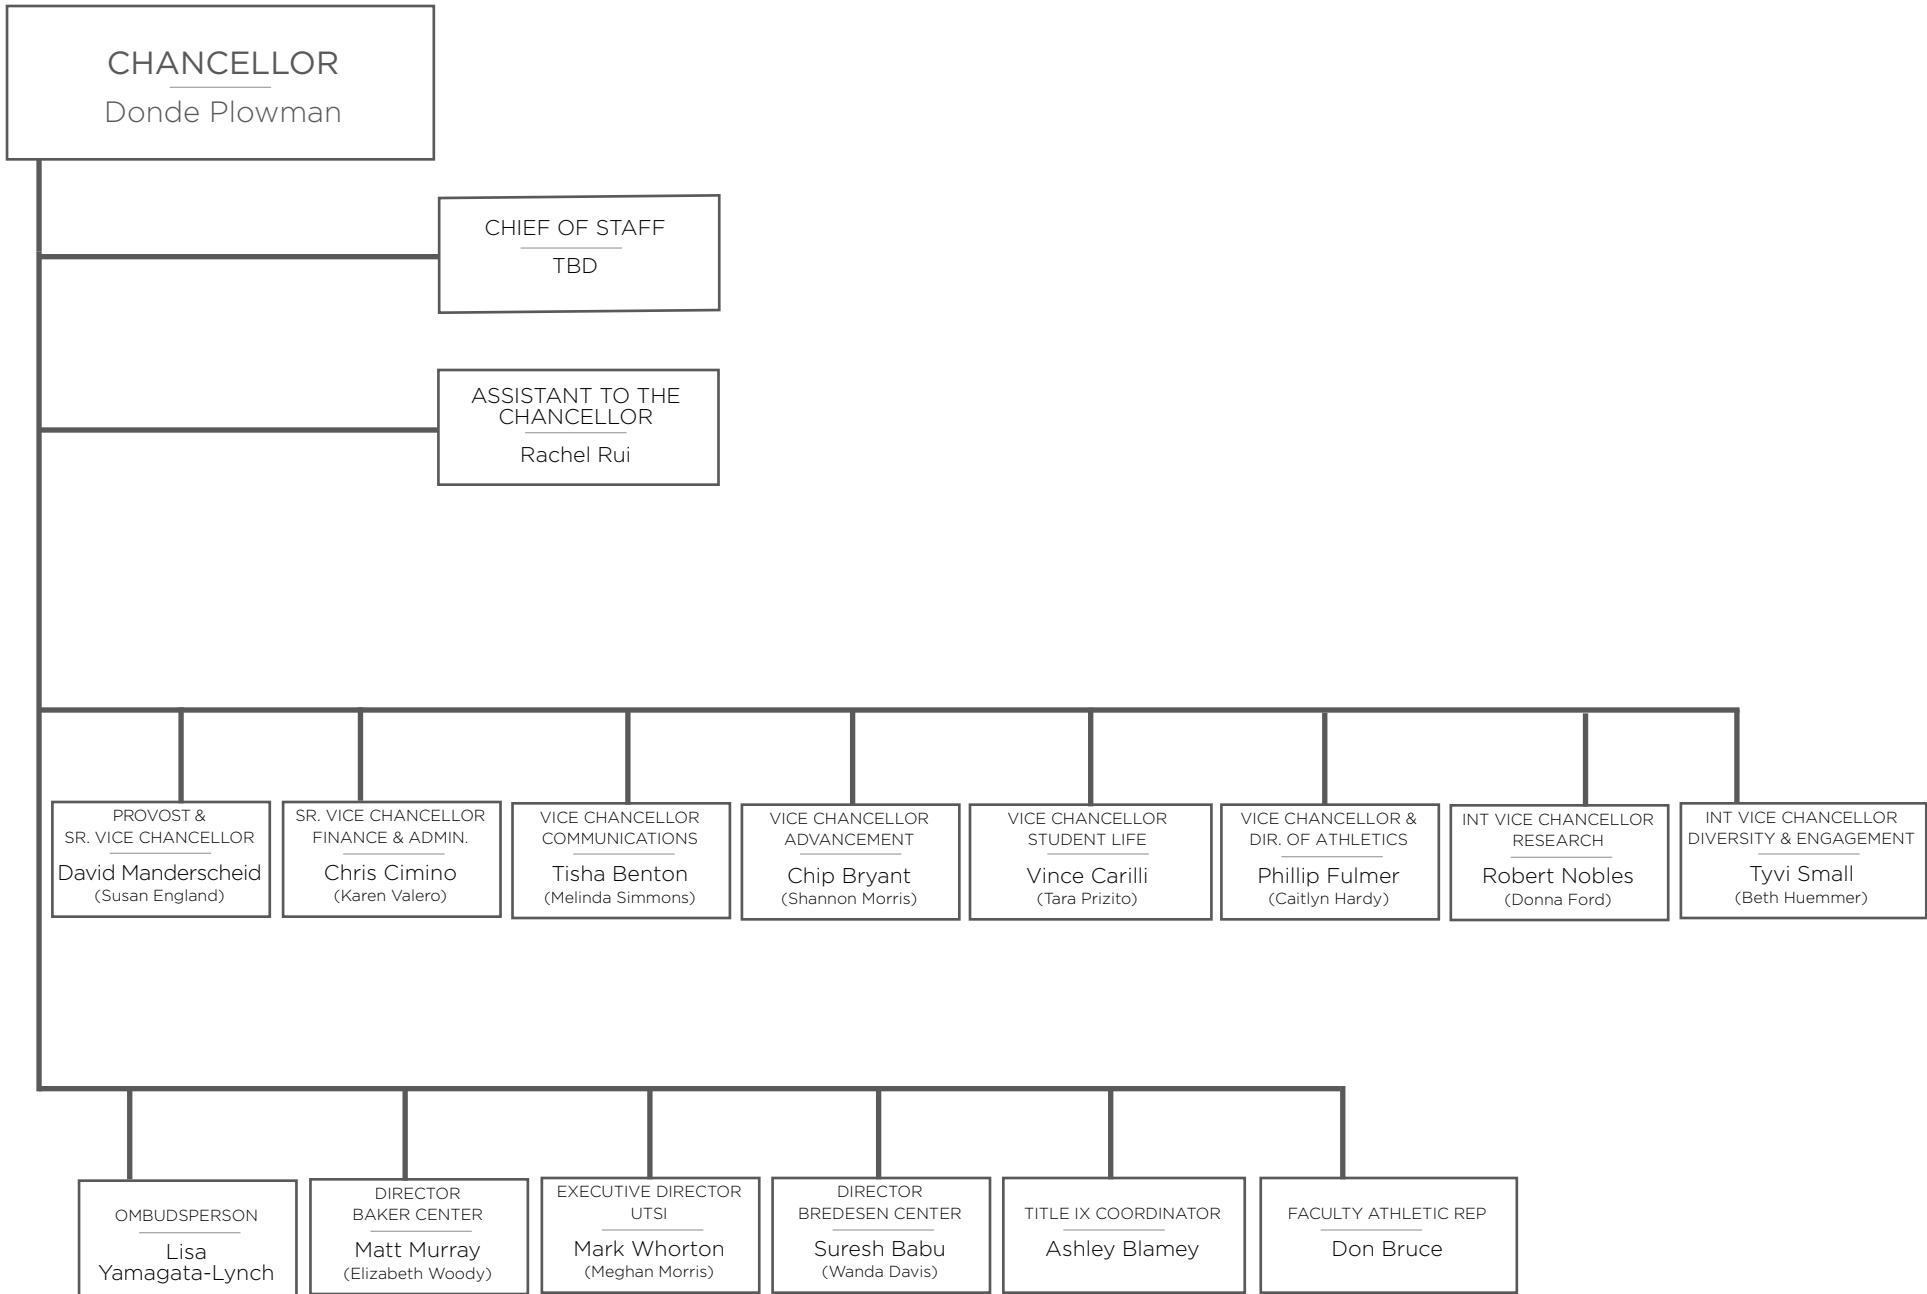 CHANCELLOR
Donde Plowman
CHIEF OF STAFF
TBD
ASSISTANT TO THE
CHANCELLOR
Rachel Rui
PROVOST &
SR. VICE CHANCELLOR
David Manderscheid
(Susan England)
SR. VICE CHANCELLOR
FINANCE & ADMIN.
Chris Cimino
(Karen Valero)
VICE CHANCELLOR
COMMUNICATIONS
Tisha Benton
(Melinda Simmons)
VICE CHANCELLOR
ADVANCEMENT
Chip Bryant
(Shannon Morris)
VICE CHANCELLOR
STUDENT LIFE
Vince Carilli
(Tara Prizito)
VICE CHANCELLOR &
DIR. OF ATHLETICS
Phillip Fulmer
(Caitlyn Hardy)
INT VICE CHANCELLOR
RESEARCH
Robert Nobles
(Donna Ford)
INT VICE CHANCELLOR
DIVERSITY & ENGAGEMENT
Tyvi Small
(Beth Huemmer)
OMBUDSPERSON
Lisa
Yamagata-Lynch
DIRECTOR
BAKER CENTER
Matt Murray
(Elizabeth Woody)
EXECUTIVE DIRECTOR
UTSI
Mark Whorton
(Meghan Morris)
DIRECTOR
BREDESEN CENTER
Suresh Babu
(Wanda Davis)
TITLE IX COORDINATOR
Ashley Blamey
FACULTY ATHLETIC REP
Don Bruce